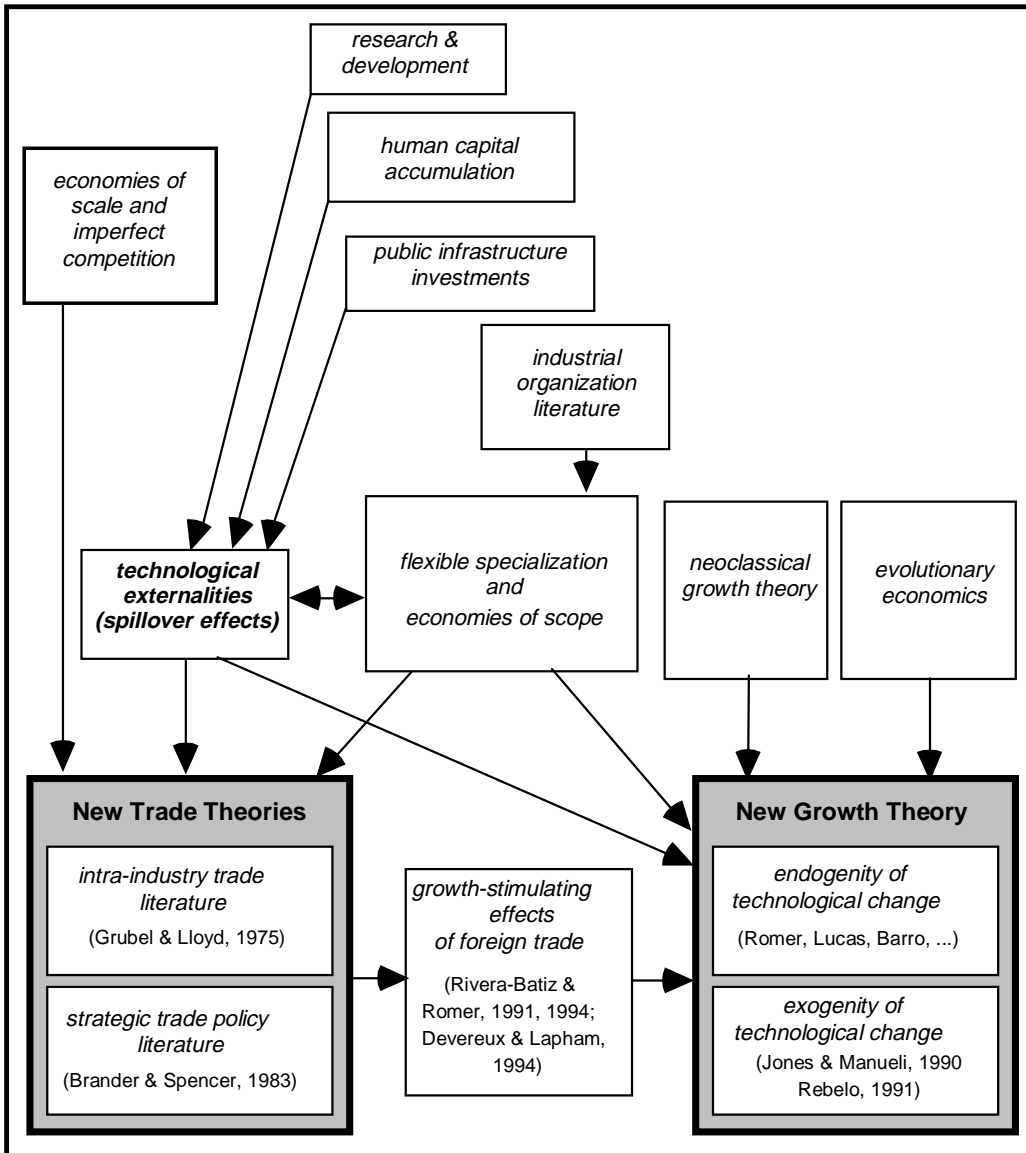 research &
development
human capital
accumulation
economies of
scale and
imperfect
competition
public infrastructure
investments
industrial
organization
literature
technological
externalities
(spillover effects)
flexible specialization
and
economies of scope
neoclassical
growth theory
evolutionary
economics
New Trade Theories
intra-industry trade
literature
(Grubel & Lloyd, 1975)
strategic trade policy
literature
(Brander & Spencer, 1983)
growth-stimulating
effects
of foreign trade
(Rivera-Batiz &
Romer, 1991, 1994;
Devereux & Lapham,
1994)
New Growth Theory
endogenity of
technological change
(Romer, Lucas, Barro, ...)
exogenity of
technological change
(Jones & Manueli, 1990
Rebelo, 1991)